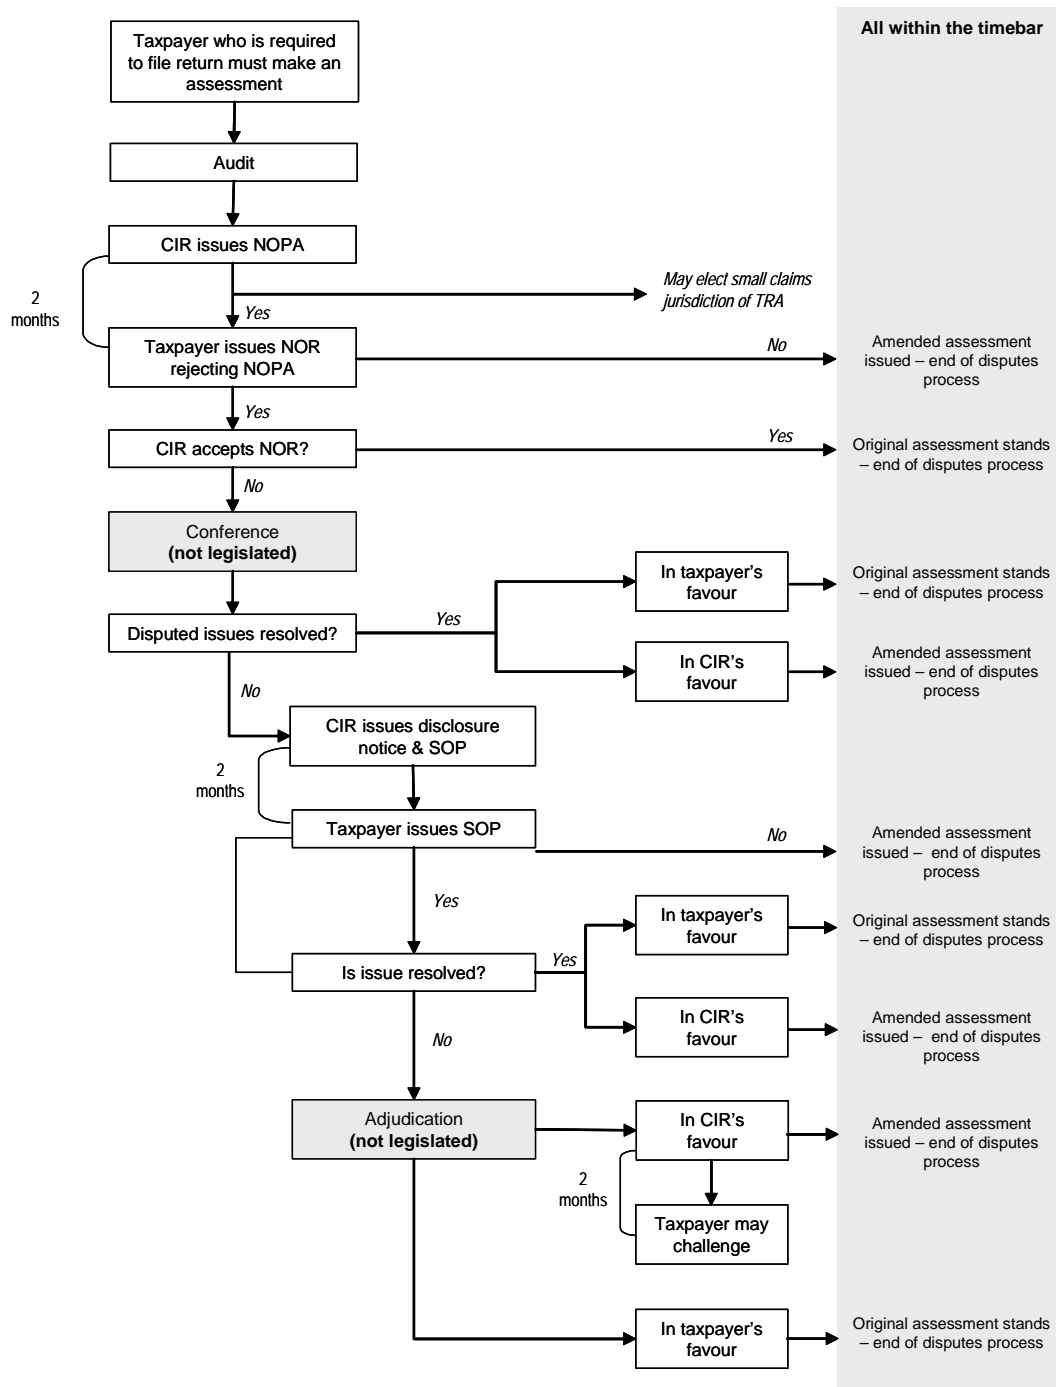 All within the timebar
Taxpayer who is required
to file return must make an
assessment
Audit
CIR issues NOPA
May elect small claims
jurisdiction of TRA
2
months
Yes
Taxpayer issues NOR
rejecting NOPA
No
Amended assessment
issued – end of disputes
process
Yes
CIR accepts NOR?
Yes
Original assessment stands
– end of disputes process
No
Conference
(not legislated)
In taxpayer's
favour
Original assessment stands
– end of disputes process
Disputed issues resolved?
Yes
In CIR's
favour
Amended assessment
issued – end of disputes
process
No
CIR issues disclosure
notice & SOP
2
months
Taxpayer issues SOP
No
Amended assessment
issued – end of disputes
process
Yes
In taxpayer's
favour
Original assessment stands
– end of disputes process
Is issue resolved?
Yes
In CIR's
favour
Amended assessment
issued – end of disputes
process
No
Adjudication
(not legislated)
In CIR's
favour
Amended assessment
issued – end of disputes
process
2
months
Taxpayer may
challenge
In taxpayer's
favour
Original assessment stands
– end of disputes process